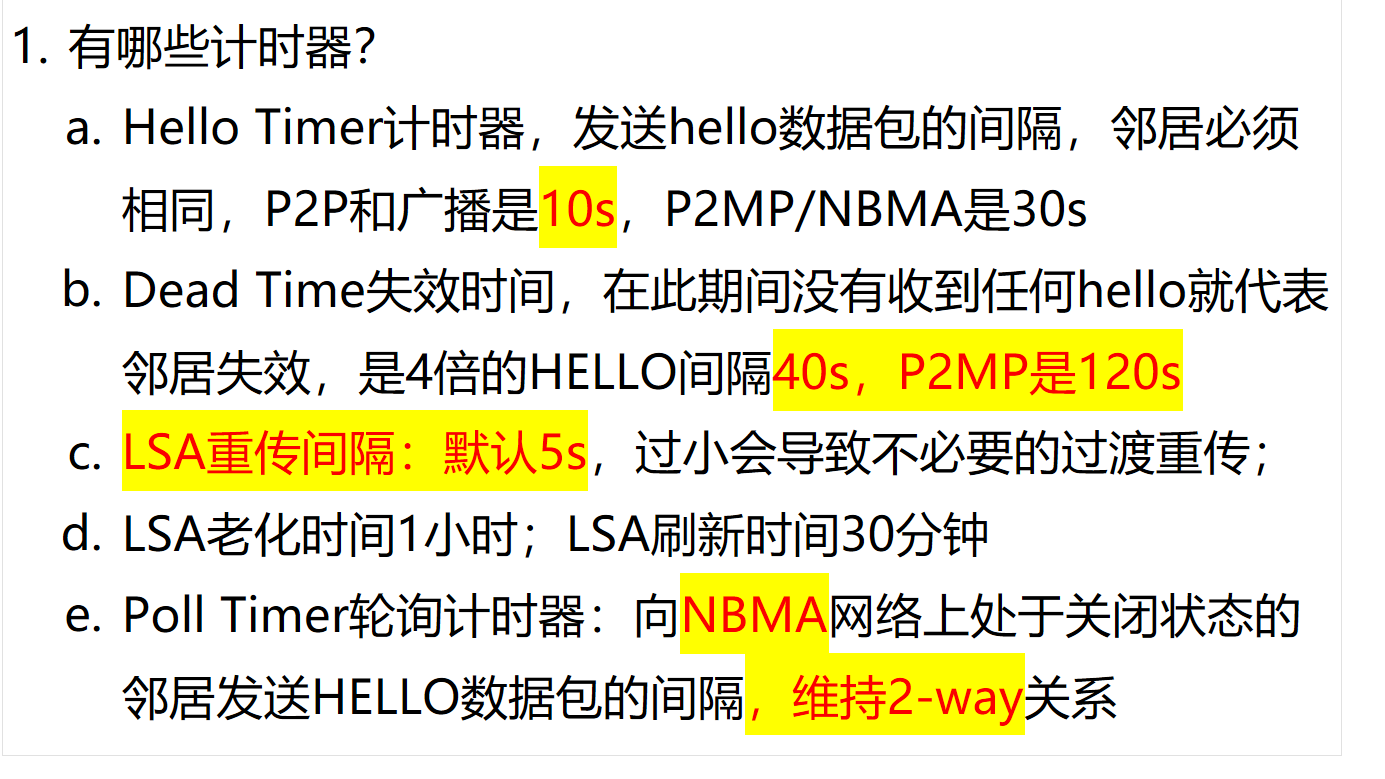 1. 有哪些计时器？
a. Hello Timer计时器，发送hello数据包的间隔，邻居必须
相同，P2P和广播是10s，P2MP/NBMA是30s
b. Dead Time失效时间，在此期间没有收到任何hello就代表
邻居失效，是4倍的HELLO间隔40s，P2MP是120s
c. LSA重传间隔：默认5s，过小会导致不必要的过渡重传；
d. LSA老化时间1小时；LSA刷新时间30分钟
e. Poll Timer轮询计时器：向NBMA网络上处于关闭状态的
邻居发送HELLO数据包的间隔，维持2-way关系